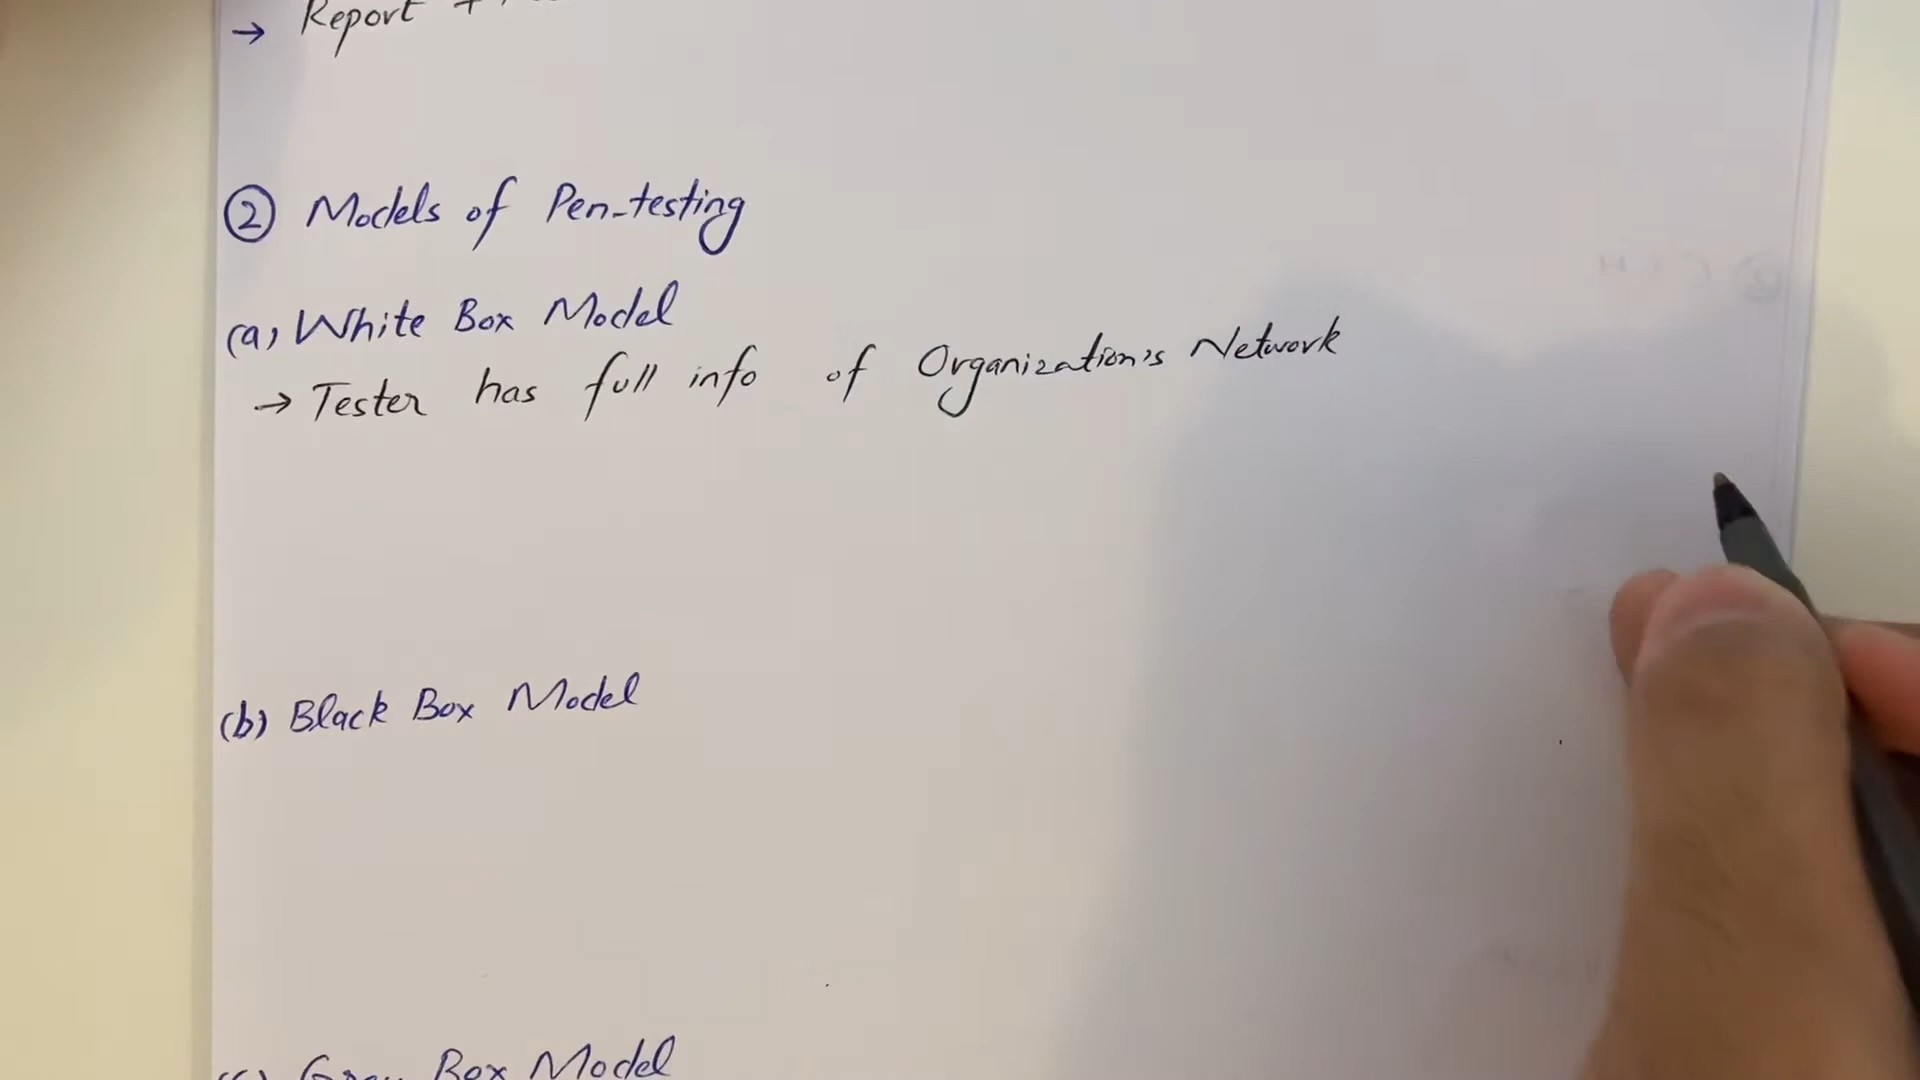 → Report +
② Models of Pen-testing
(a) White Box Model
→ Tester has full info of Organization's Network
(b) Black Box Model
(c) Gray Box Model